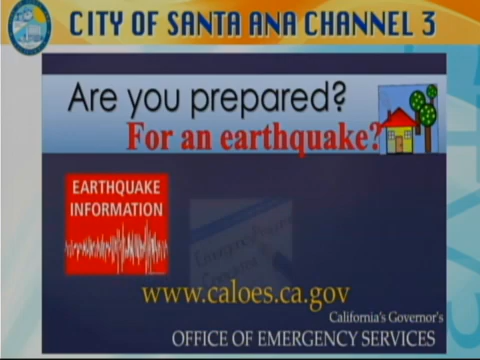 CITY OF SANTA ANA CHANNEL 3
Are you prepared?
For an earthquake?
EARTHQUAKE
INFORMATION
www.caloes.ca.gov
California's Governor's
OFFICE OF EMERGENCY SERVICES